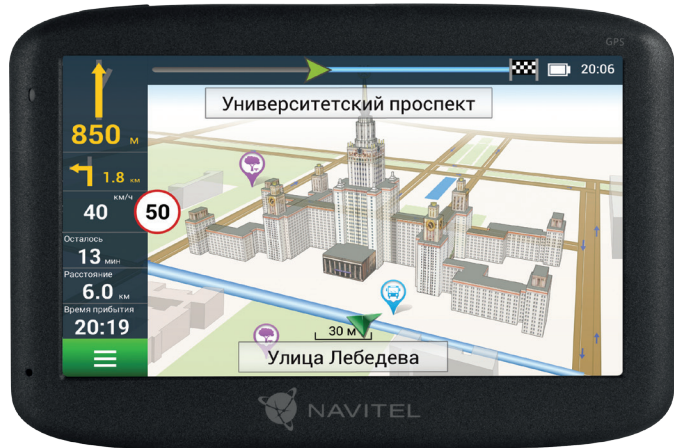 GPS
20:06
Университетский проспект
850 м
1.8 км
км/ч
40
50
Осталось
13 мин
Расстояние
6.0 км
Время прибытия
20:19
30 м
Улица Лебедева
NAVITEL